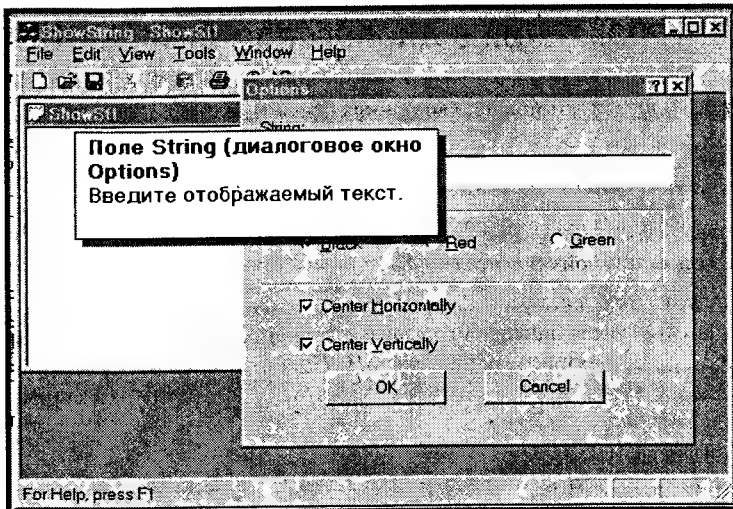 ShowString - ShowSt1
File Edit View Tools Window Help
Options
ShowSt1
String:
Поле String (диалоговое окно
Options)
Введите отображаемый текст.
Black Red Green
Center Horizontally
Center Vertically
OK Cancel
For Help, press F1